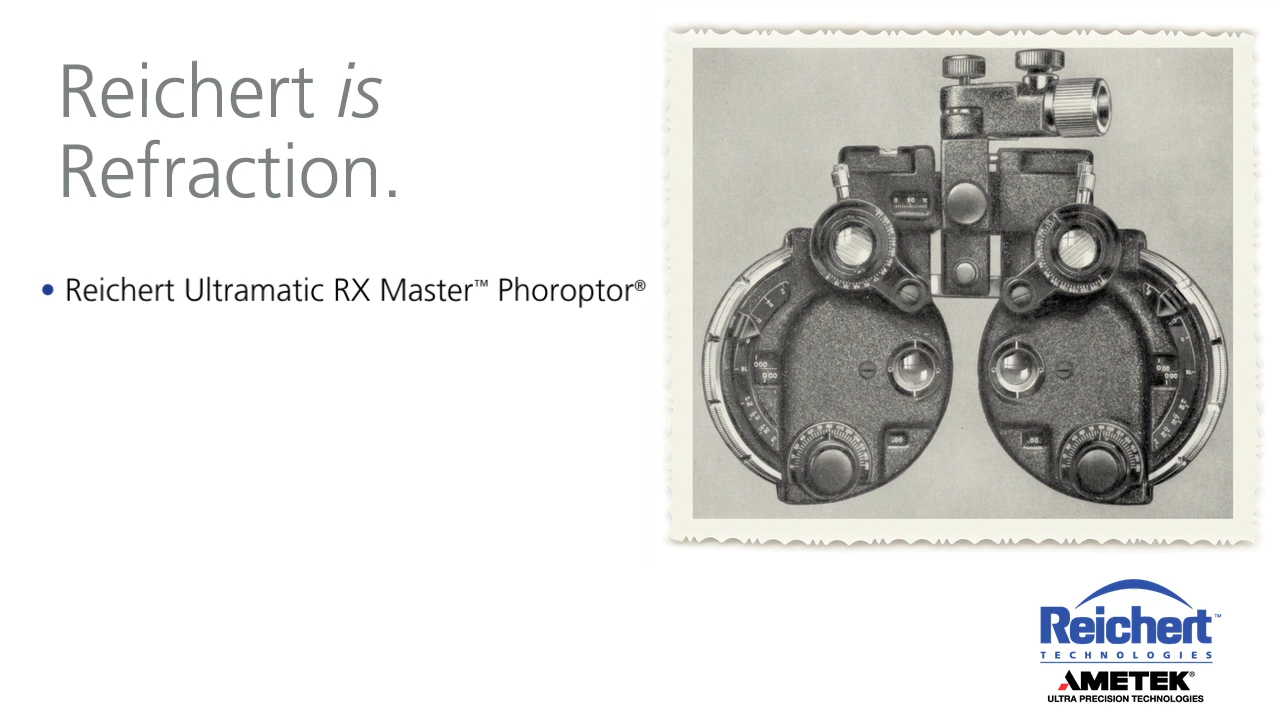 Reichert is
Refraction.
• Reichert Ultramatic RX Master™ Phoroptor®
Reichert™
TECHNOLOGIES
AMETEK®
ULTRA PRECISION TECHNOLOGIES